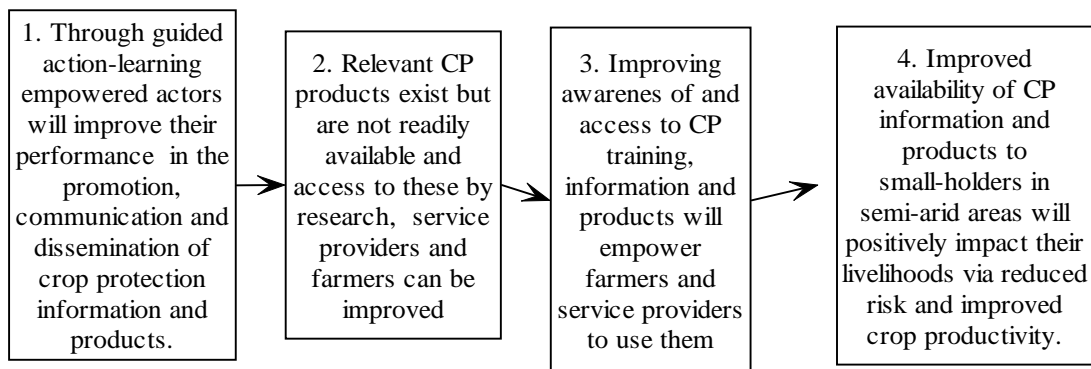 1. Through guided
action-learning
empowered actors
will improve their
performance in the
promotion,
communication and
dissemination of
crop protection
information and
products.
2. Relevant CP
products exist but
are not readily
available and
access to these by
research, service
providers and
farmers can be
improved
3. Improving
awarenes of and
access to CP
training,
information and
products will
empower
farmers and
service providers
to use them
4. Improved
availability of CP
information and
products to
small-holders in
semi-arid areas will
positively impact their
livelihoods via reduced
risk and improved
crop productivity.